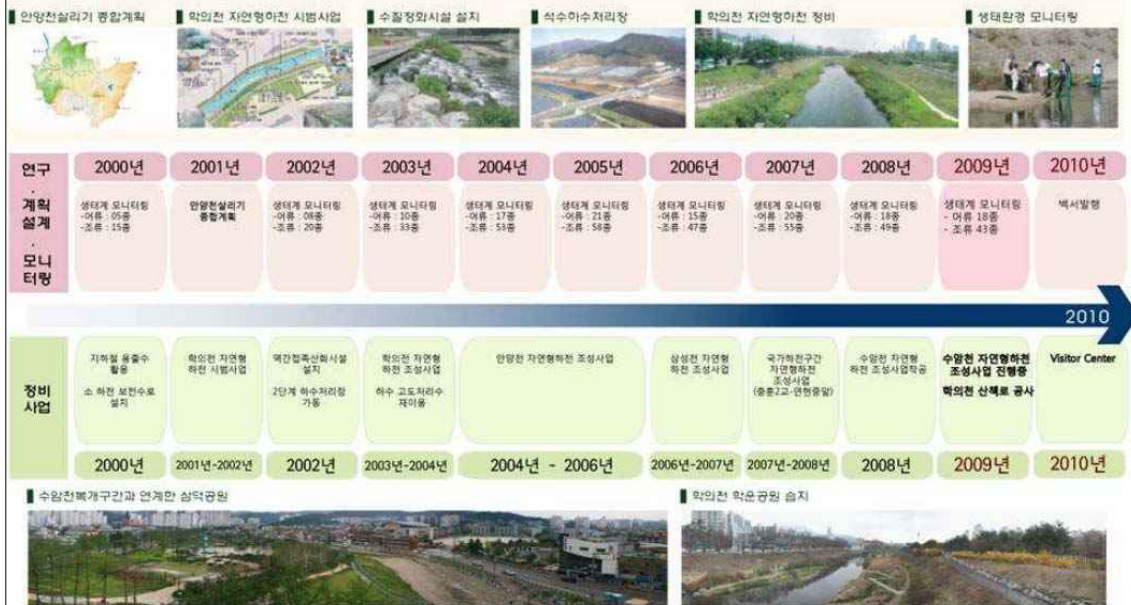 안양천살리기 종합계획
학의천 자연형하천 시범사업
수질정화시설 설치
석수하수처리장
학의천 자연형하천 정비
생태환경 모니터링
연구
·
계획
설계
·
모니
터링
2000년
2001년
2002년
2003년
2004년
2005년
2006년
2007년
2008년
2009년
2010년
생태계 모니터링
-어류 : 05종
-조류 : 15종
안양천살리기
종합계획
생태계 모니터링
-어류 : 08종
-조류 : 20종
생태계 모니터링
-어류 : 10종
-조류 : 33종
생태계 모니터링
-어류 : 17종
-조류 : 53종
생태계 모니터링
-어류 : 21종
-조류 : 58종
생태계 모니터링
-어류 : 15종
-조류 : 47종
생태계 모니터링
-어류 : 20종
-조류 : 55종
생태계 모니터링
-어류 : 18종
-조류 : 49종
생태계 모니터링
- 어류 18종
- 조류 43종
백서발행
2010
정비
사업
지하철 용출수
활용
소 하천 보전수로
설치
학의천 자연형
하천 시범사업
역간접촉산화시설
설치
2단계 하수처리장
가동
학의천 자연형
하천 조성사업
하수 고도처리수
재이용
안양천 자연형하천 조성사업
삼성천 자연형
하천 조성사업
국가하천구간
자연형하천
조성사업
(충훈2교-연현중앞)
수암천 자연형
하천 조성사업착공
수암천 자연형하천
조성사업 진행중
학의천 산책로 공사
Visitor Center
2000년
2001년-2002년
2002년
2003년-2004년
2004년 - 2006년
2006년-2007년
2007년-2008년
2008년
2009년
2010년
수암천복개구간과 연계한 삼덕공원
학의천 학운공원 습지